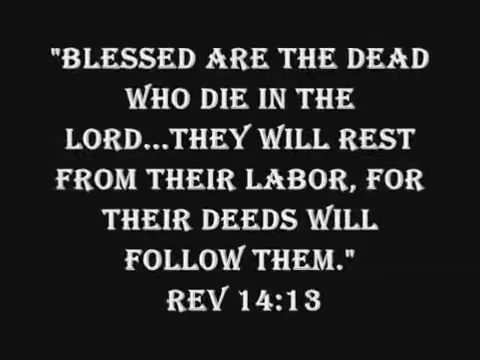 "BLESSED ARE THE DEAD
WHO DIE IN THE
LORD...THEY WILL REST
FROM THEIR LABOR, FOR
THEIR DEEDS WILL
FOLLOW THEM."
REV 14:13